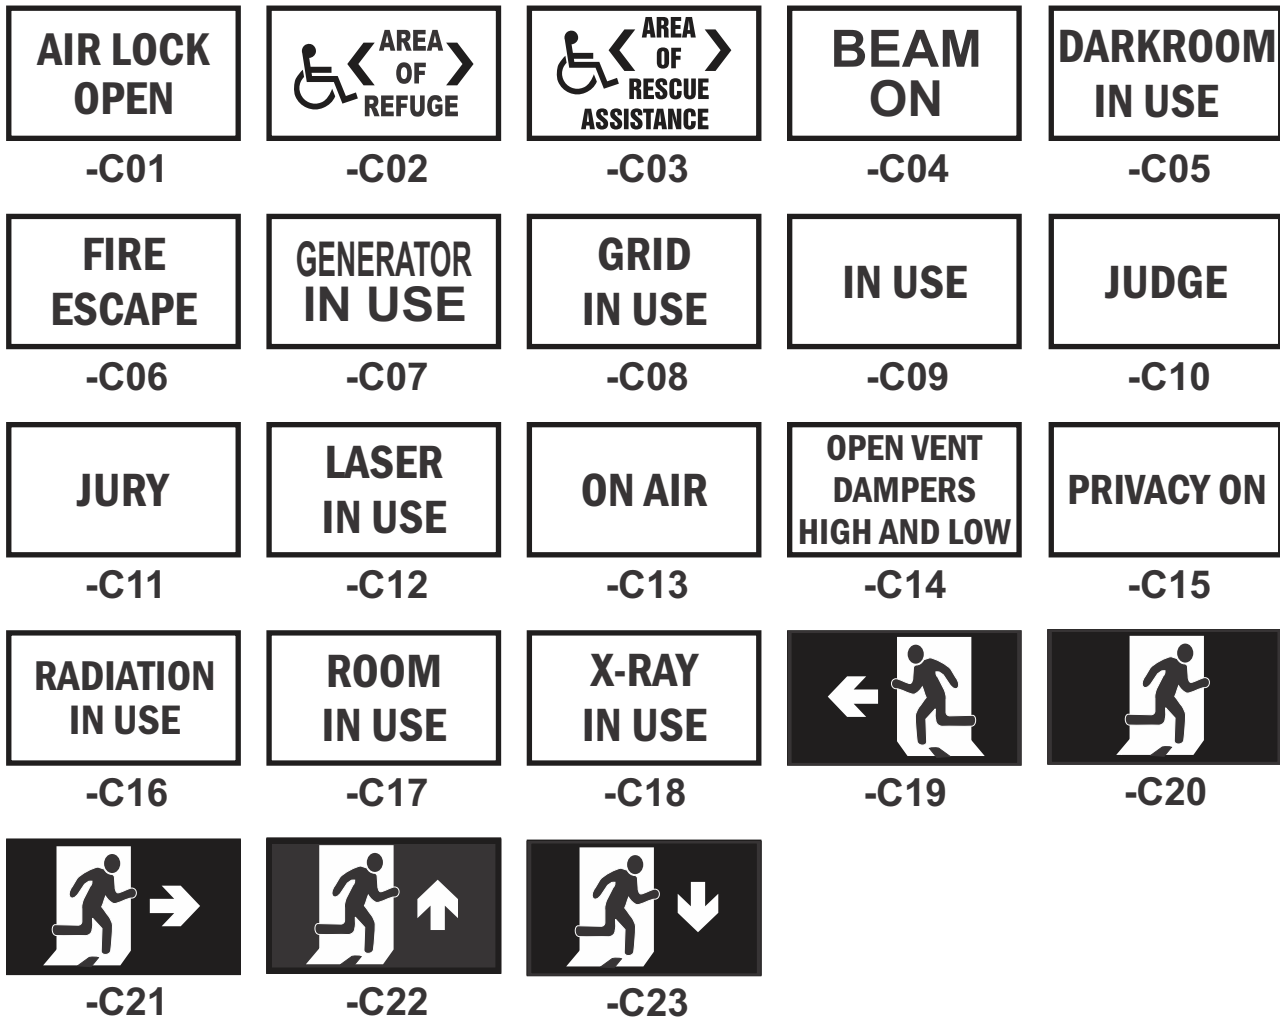 AIR LOCK
OPEN
-C01
AREA
OF
REFUGE
-C02
AREA
OF
RESCUE
ASSISTANCE
-C03
BEAM
ON
-C04
DARKROOM
IN USE
-C05
FIRE
ESCAPE
-C06
GENERATOR
IN USE
-C07
GRID
IN USE
-C08
IN USE
-C09
JUDGE
-C10
JURY
-C11
LASER
IN USE
-C12
ON AIR
-C13
OPEN VENT
DAMPERS
HIGH AND LOW
-C14
PRIVACY ON
-C15
RADIATION
IN USE
-C16
ROOM
IN USE
-C17
X-RAY
IN USE
-C18
-C19
-C20
-C21
-C22
-C23